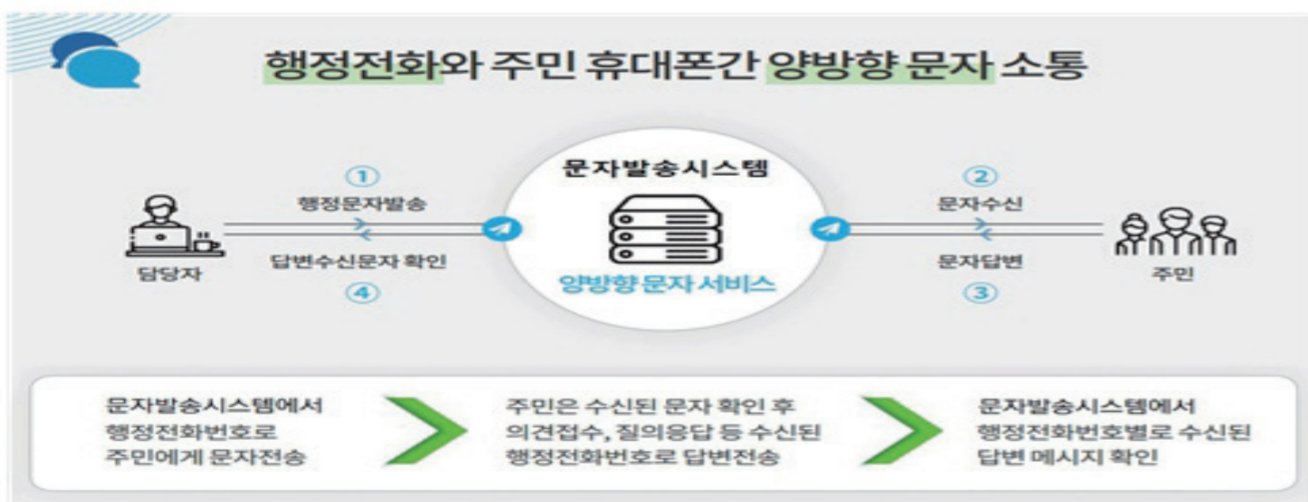 행정전화와 주민 휴대폰간 양방향 문자 소통
문자발송시스템
①
행정문자발송
②
문자수신
담당자
답변수신문자 확인
④
양방향 문자 서비스
문자답변
③
주민
문자발송시스템에서
행정전화번호로
주민에게 문자전송
주민은 수신된 문자 확인 후
의견접수, 질의응답 등 수신된
행정전화번호로 답변전송
문자발송시스템에서
행정전화번호별로 수신된
답변 메시지 확인